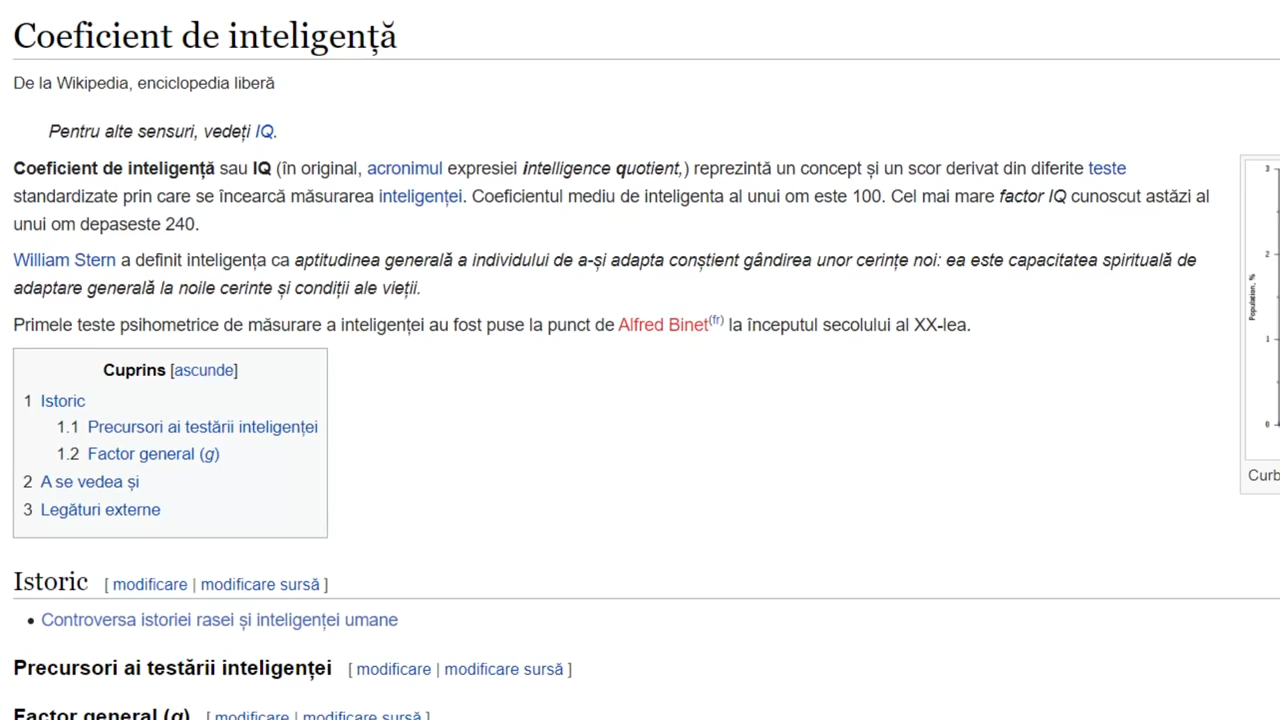 Coeficient de inteligență
De la Wikipedia, enciclopedia liberă
Pentru alte sensuri, vedeți IQ.
Coeficient de inteligență sau IQ (în original, acronimul expresiei intelligence quotient,) reprezintă un concept și un scor derivat din diferite teste
standardizate prin care se încearcă măsurarea inteligenței. Coeficientul mediu de inteligenta al unui om este 100. Cel mai mare factor IQ cunoscut astăzi al
unui om depaseste 240.
William Stern a definit inteligența ca aptitudinea generală a individului de a-și adapta conștient gândirea unor cerințe noi: ea este capacitatea spirituală de
adaptare generală la noile cerinte și condiții ale vieții.
Primele teste psihometrice de măsurare a inteligenței au fost puse la punct de Alfred Binet(fr) la începutul secolului al XX-lea.
Cuprins [ascunde]
1 Istoric
1.1 Precursori ai testării inteligenței
1.2 Factor general (g)
2 A se vedea și
3 Legături externe
3
2
Population, %
1
0
Curb
Istoric [ modificare | modificare sursă ]
• Controversa istoriei rasei și inteligenței umane
Precursori ai testării inteligenței [ modificare | modificare sursă ]
Factor general (g) [ modificare | modificare sursă ]